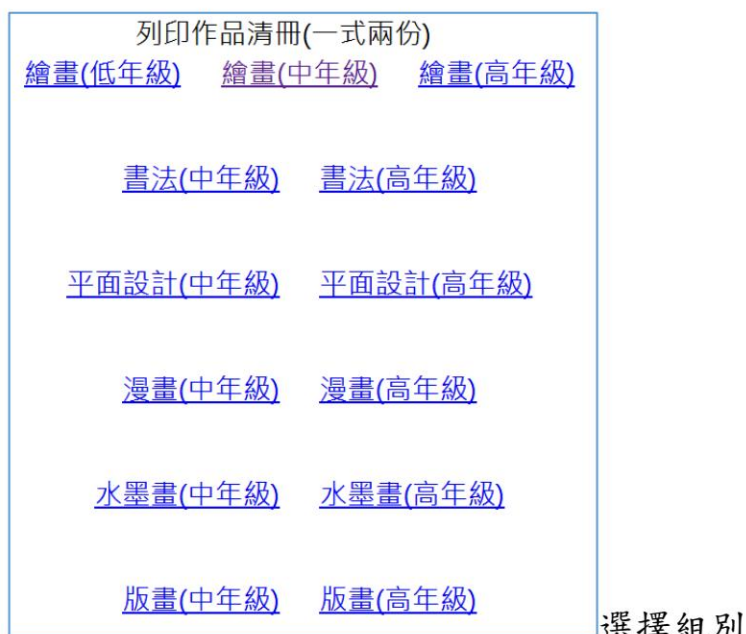 列印作品清冊(一式兩份)
繪畫(低年級) 繪畫(中年級) 繪畫(高年級)
書法(中年級) 書法(高年級)
平面設計(中年級) 平面設計(高年級)
漫畫(中年級) 漫畫(高年級)
水墨畫(中年級) 水墨畫(高年級)
版畫(中年級) 版畫(高年級)
選擇組別